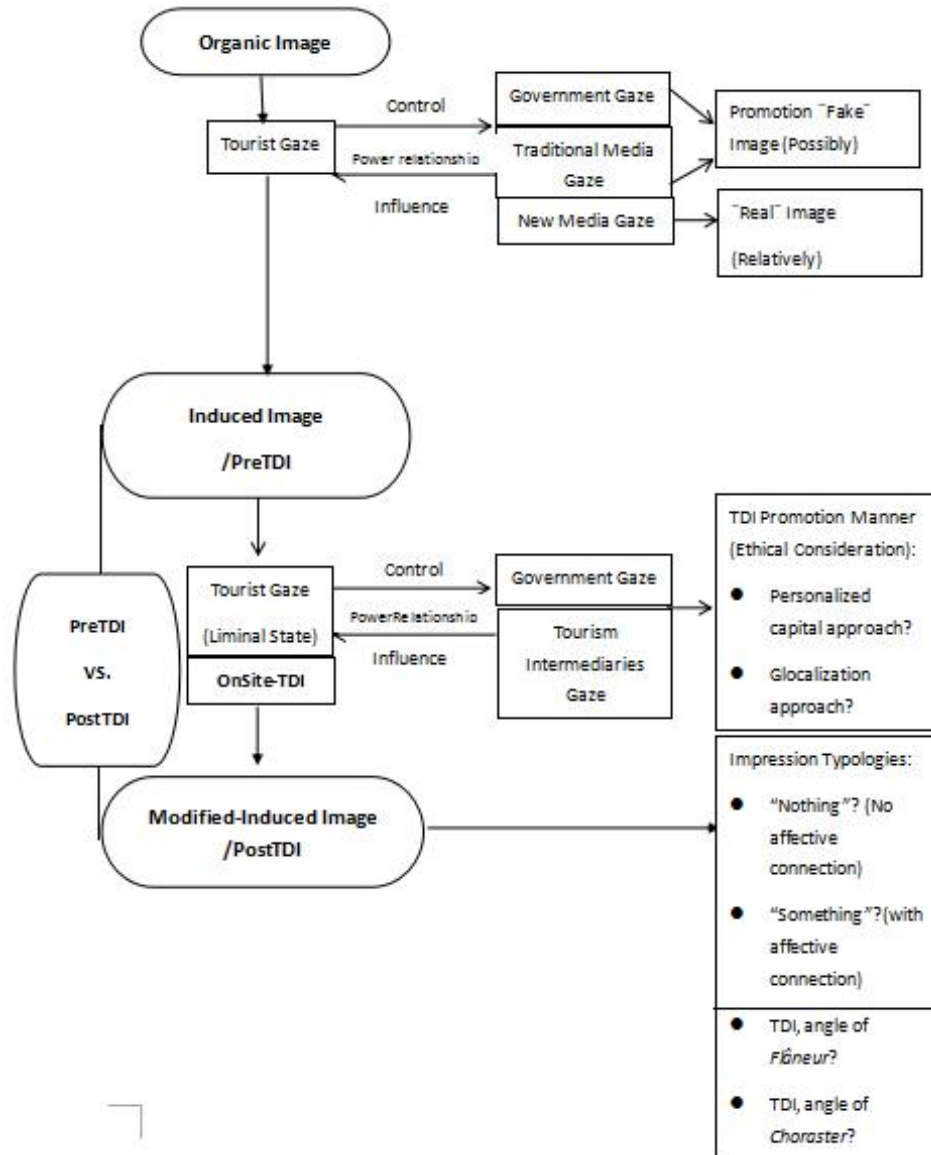 Organic Image
Tourist Gaze
Control
Power relationship
Influence
Government Gaze
Traditional Media
Gaze
New Media Gaze
Promotion ¨Fake¨
Image(Possibly)
¨Real¨ Image
(Relatively)
Induced Image
/PreTDI
PreTDI
VS.
PostTDI
Tourist Gaze
(Liminal State)
OnSite-TDI
Control
PowerRelationship
Influence
Government Gaze
Tourism
Intermediaries
Gaze
TDI Promotion Manner
(Ethical Consideration):
● Personalized
capital approach?
● Glocalization
approach?
Modified-Induced Image
/PostTDI
Impression Typologies:
● “Nothing”? (No
affective
connection)
● “Something”?(with
affective
connection)
● TDI, angle of
Flâneur?
● TDI, angle of
Choraster?